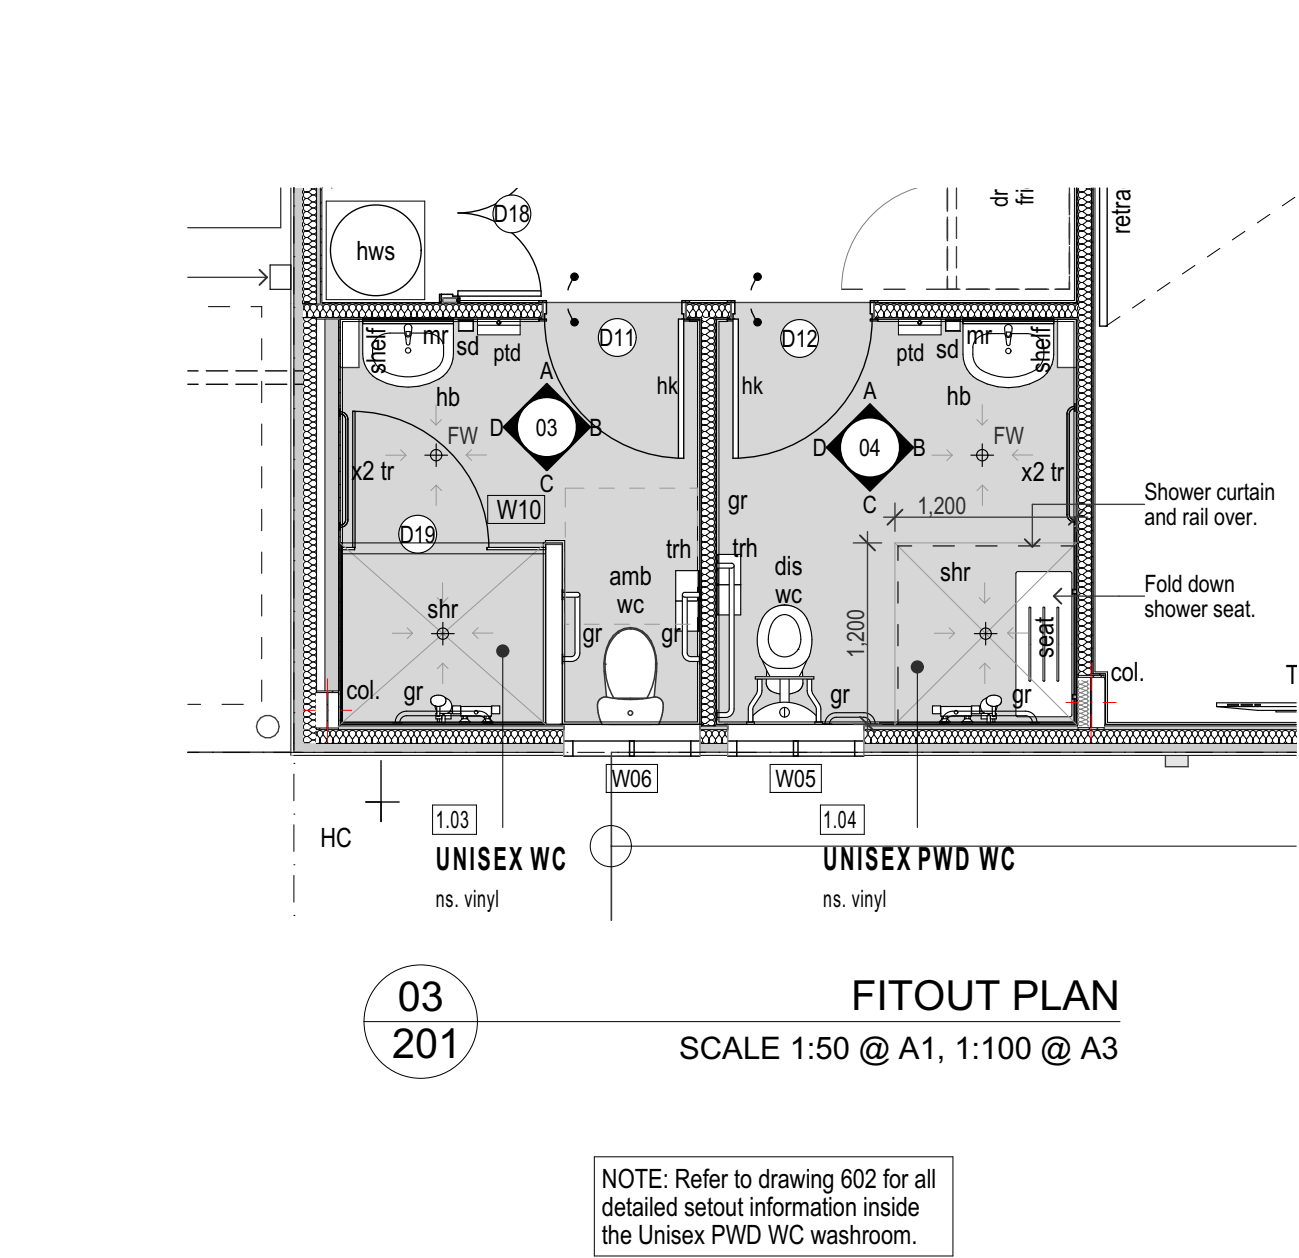 dr
fri
retra
D18
hws
D11
D12
shelf
mr
sd
ptd
hk
hk
ptd
sd
mr
shelf
hb
A
D
03
B
C
FW
x2 tr
W10
D19
hb
A
D
04
B
C
FW
x2 tr
gr
1,200
Shower curtain
and rail over.
trh
trh
amb
wc
dis
wc
shr
shr
Fold down
shower seat.
1,200
seat
gr
gr
col.
gr
gr
gr
col.
T
W06
W05
HC
1.03
UNISEX WC
ns. vinyl
1.04
UNISEX PWD WC
ns. vinyl
03
201
FITOUT PLAN
SCALE 1:50 @ A1, 1:100 @ A3
NOTE: Refer to drawing 602 for all
detailed setout information inside
the Unisex PWD WC washroom.